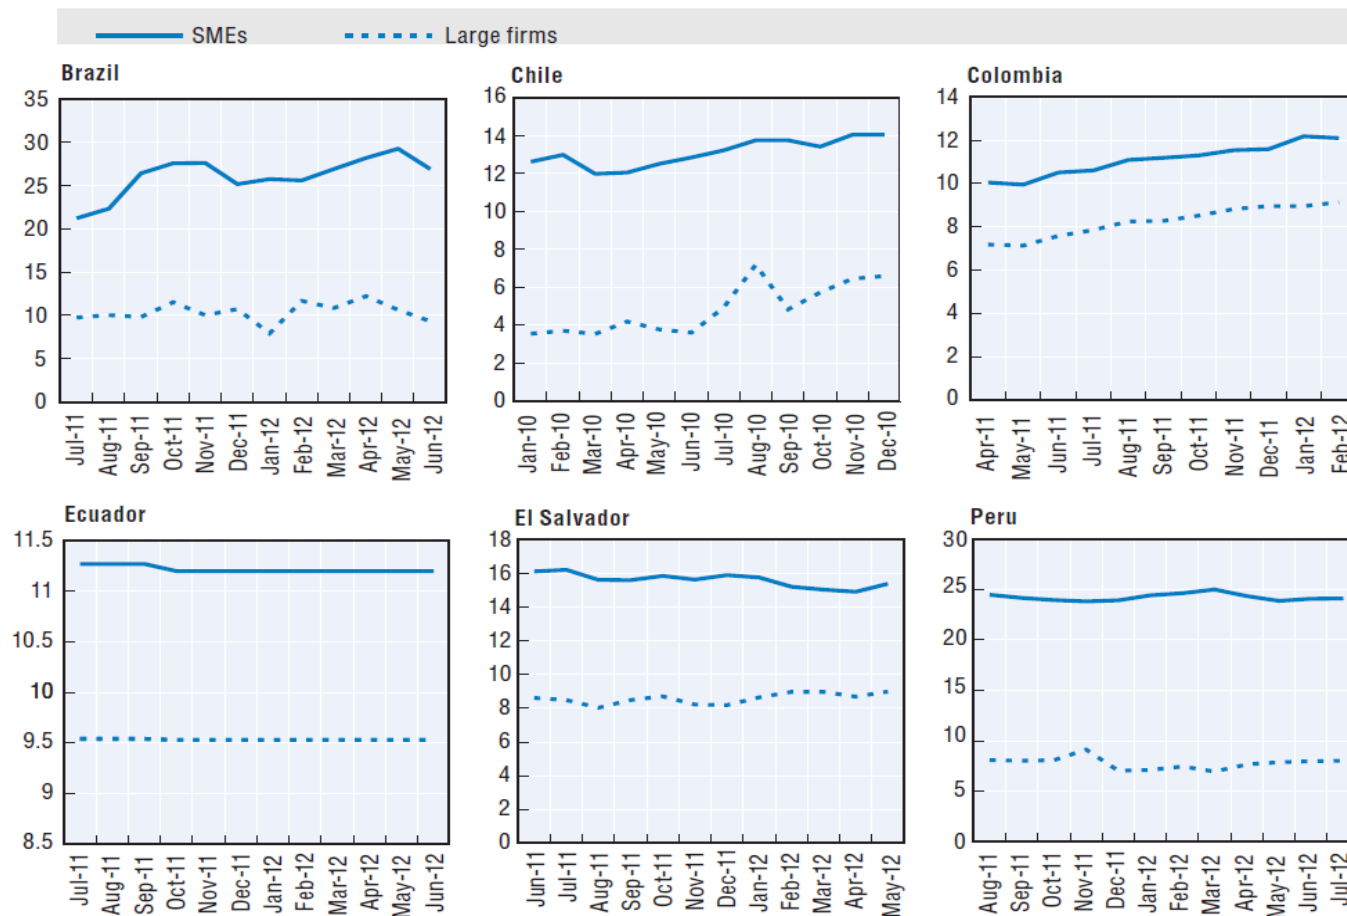 SMEs Large firms
Brazil
35
30
25
20
15
10
5
0
Jul-11
Aug-11
Sep-11
Oct-11
Nov-11
Dec-11
Jan-12
Feb-12
Mar-12
Apr-12
May-12
Jun-12
Chile
16
14
12
10
8
6
4
2
0
Jan-10
Feb-10
Mar-10
Apr-10
May-10
Jun-10
Jul-10
Aug-10
Sep-10
Oct-10
Nov-10
Dec-10
Colombia
14
12
10
8
6
4
2
0
Apr-11
May-11
Jun-11
Jul-11
Aug-11
Sep-11
Oct-11
Nov-11
Dec-11
Jan-12
Feb-12
Ecuador
11.5
11
10.5
10
9.5
9
8.5
Jul-11
Aug-11
Sep-11
Oct-11
Nov-11
Dec-11
Jan-12
Feb-12
Mar-12
Apr-12
May-12
Jun-12
El Salvador
18
16
14
12
10
8
6
4
2
0
Jun-11
Jul-11
Aug-11
Sep-11
Oct-11
Nov-11
Dec-11
Jan-12
Feb-12
Mar-12
Apr-12
May-12
Peru
30
25
20
15
10
5
0
Aug-11
Sep-11
Oct-11
Nov-11
Dec-11
Jan-12
Feb-12
Mar-12
Apr-12
May-12
Jun-12
Jul-12